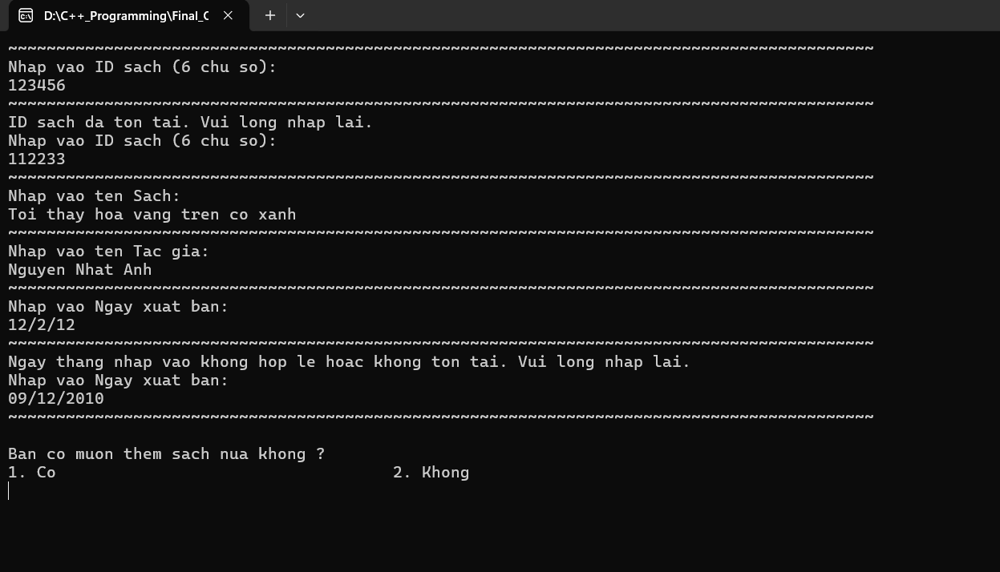 D:\C++_Programming\Final_C
~~~~~~~~~~~~~~~~~~~~~~~~~~~~~~~~~~~~~~~~~~~~~~~~~~~~~~~~~~~~~~~~~~~~~~~~~~~~~~~~~~~~~~~~~~
Nhap vao ID sach (6 chu so):
123456
~~~~~~~~~~~~~~~~~~~~~~~~~~~~~~~~~~~~~~~~~~~~~~~~~~~~~~~~~~~~~~~~~~~~~~~~~~~~~~~~~~~~~~~~~~
ID sach da ton tai. Vui long nhap lai.
Nhap vao ID sach (6 chu so):
112233
~~~~~~~~~~~~~~~~~~~~~~~~~~~~~~~~~~~~~~~~~~~~~~~~~~~~~~~~~~~~~~~~~~~~~~~~~~~~~~~~~~~~~~~~~~
Nhap vao ten Sach:
Toi thay hoa vang tren co xanh
~~~~~~~~~~~~~~~~~~~~~~~~~~~~~~~~~~~~~~~~~~~~~~~~~~~~~~~~~~~~~~~~~~~~~~~~~~~~~~~~~~~~~~~~~~
Nhap vao ten Tac gia:
Nguyen Nhat Anh
~~~~~~~~~~~~~~~~~~~~~~~~~~~~~~~~~~~~~~~~~~~~~~~~~~~~~~~~~~~~~~~~~~~~~~~~~~~~~~~~~~~~~~~~~~
Nhap vao Ngay xuat ban:
12/2/12
~~~~~~~~~~~~~~~~~~~~~~~~~~~~~~~~~~~~~~~~~~~~~~~~~~~~~~~~~~~~~~~~~~~~~~~~~~~~~~~~~~~~~~~~~~
Ngay thang nhap vao khong hop le hoac khong ton tai. Vui long nhap lai.
Nhap vao Ngay xuat ban:
09/12/2010
~~~~~~~~~~~~~~~~~~~~~~~~~~~~~~~~~~~~~~~~~~~~~~~~~~~~~~~~~~~~~~~~~~~~~~~~~~~~~~~~~~~~~~~~~~
Ban co muon them sach nua khong ?
1. Co                                   2. Khong